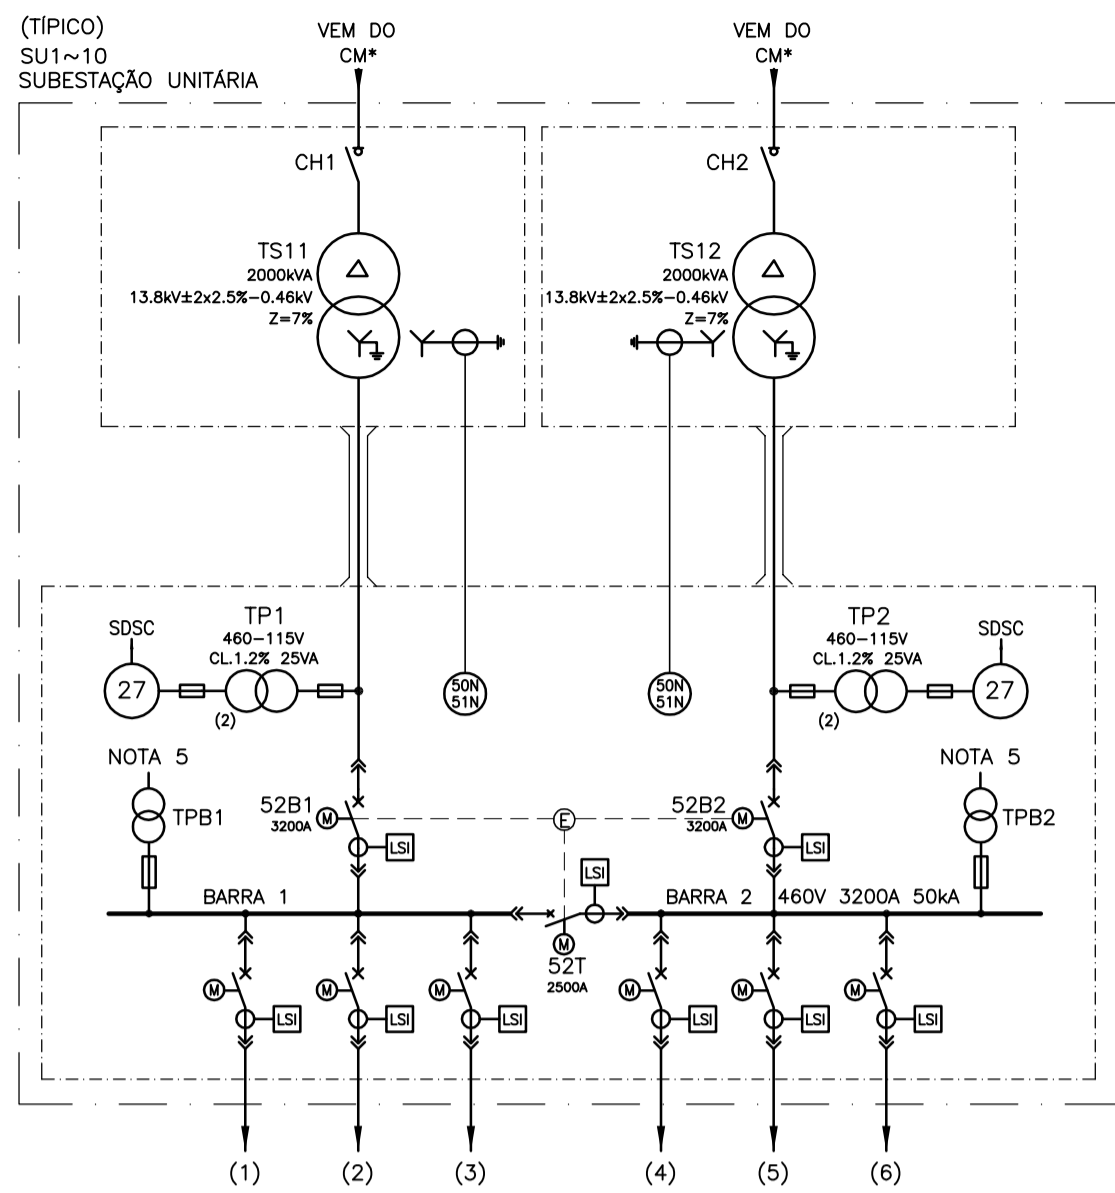 (TÍPICO)
SU1~10
SUBESTAÇÃO UNITÁRIA
VEM DO
CM*
VEM DO
CM*
CH1
CH2
TS11
2000kVA
13.8kV±2x2.5%-0.46kV
Z=7%
TS12
2000kVA
13.8kV±2x2.5%-0.46kV
Z=7%
SDSC
27
TP1
460-115V
CL.1.2% 25VA
(2)
50N
51N
50N
51N
TP2
460-115V
CL.1.2% 25VA
(2)
SDSC
27
NOTA 5
TPB1
NOTA 5
TPB2
52B1
3200A
M
LSI
E
52B2
3200A
M
LSI
LSI
BARRA 1
BARRA 2 460V 3200A 50kA
M
52T
2500A
M
LSI
M
LSI
M
LSI
M
LSI
M
LSI
M
LSI
(1)
(2)
(3)
(4)
(5)
(6)